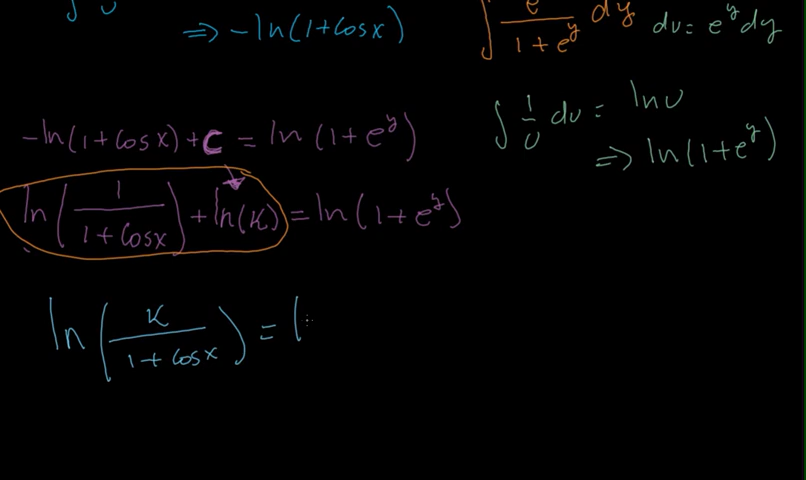 ∫ U
⇒ -ln(1+cosx)
∫ e/(1+e^y) dy  du=e^y dy
-ln(1+cosx)+C=ln(1+e^y)
∫ 1/U du = lnU
⇒ ln(1+e^y)
ln(1/(1+cosx))+ln(K)=ln(1+e^y)
ln(K/(1+cosx))=l